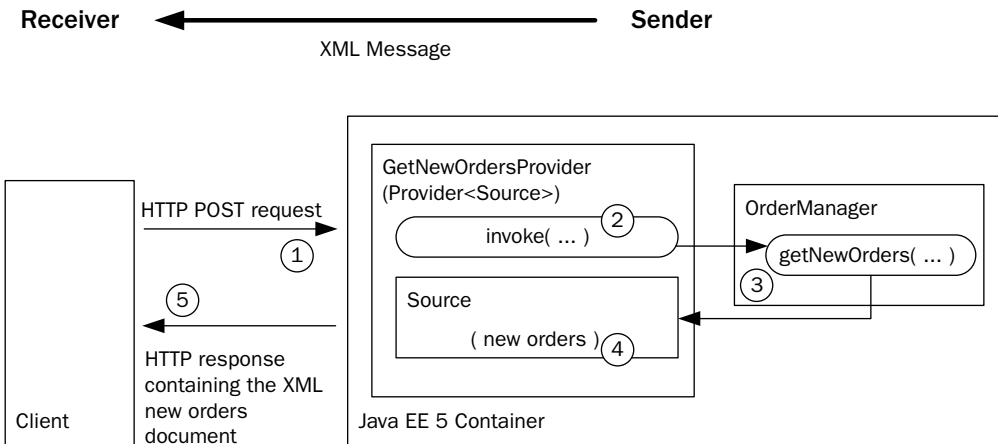 Receiver
Sender
XML Message
GetNewOrdersProvider
(Provider<Source>)
OrderManager
HTTP POST request
1
invoke( ... )
2
getNewOrders( ... )
3
Source
( new orders )
4
5
HTTP response
containing the XML
new orders
document
Client
Java EE 5 Container